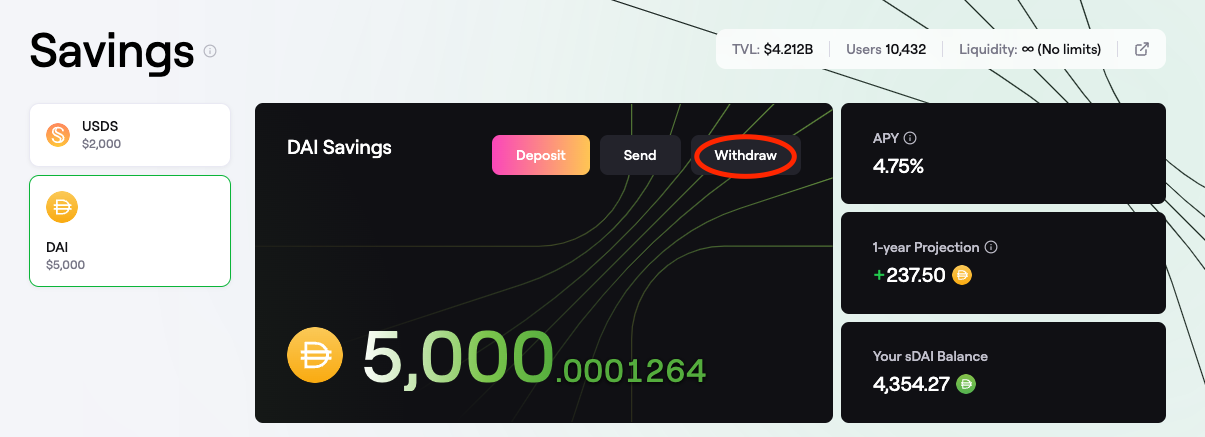 Savings
TVL: $4.212B Users 10,432 Liquidity: ∞ (No limits)
USDS
$2,000
DAI
$5,000
DAI Savings
Deposit Send Withdraw
5,000.0001264
APY
4.75%
1-year Projection
+237.50
Your sDAI Balance
4,354.27